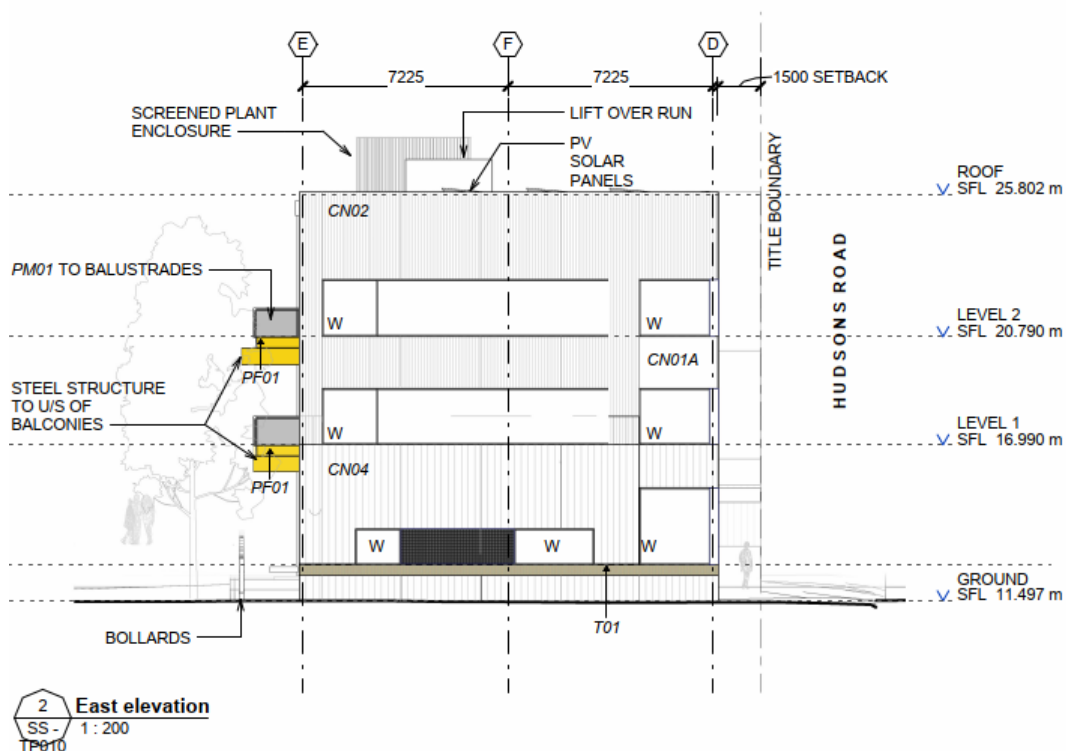 E
F
D
7225
7225
1500 SETBACK
SCREENED PLANT
ENCLOSURE
LIFT OVER RUN
PV
SOLAR
PANELS
TITLE BOUNDARY
ROOF
SFL 25.802 m
CN02
HUDSONS ROAD
PM01 TO BALUSTRADES
W
W
LEVEL 2
SFL 20.790 m
CN01A
PF01
STEEL STRUCTURE
TO U/S OF
BALCONIES
W
W
LEVEL 1
SFL 16.990 m
CN04
PF01
W
W
W
GROUND
SFL 11.497 m
T01
BOLLARDS
2
East elevation
SS -
TP010
1 : 200